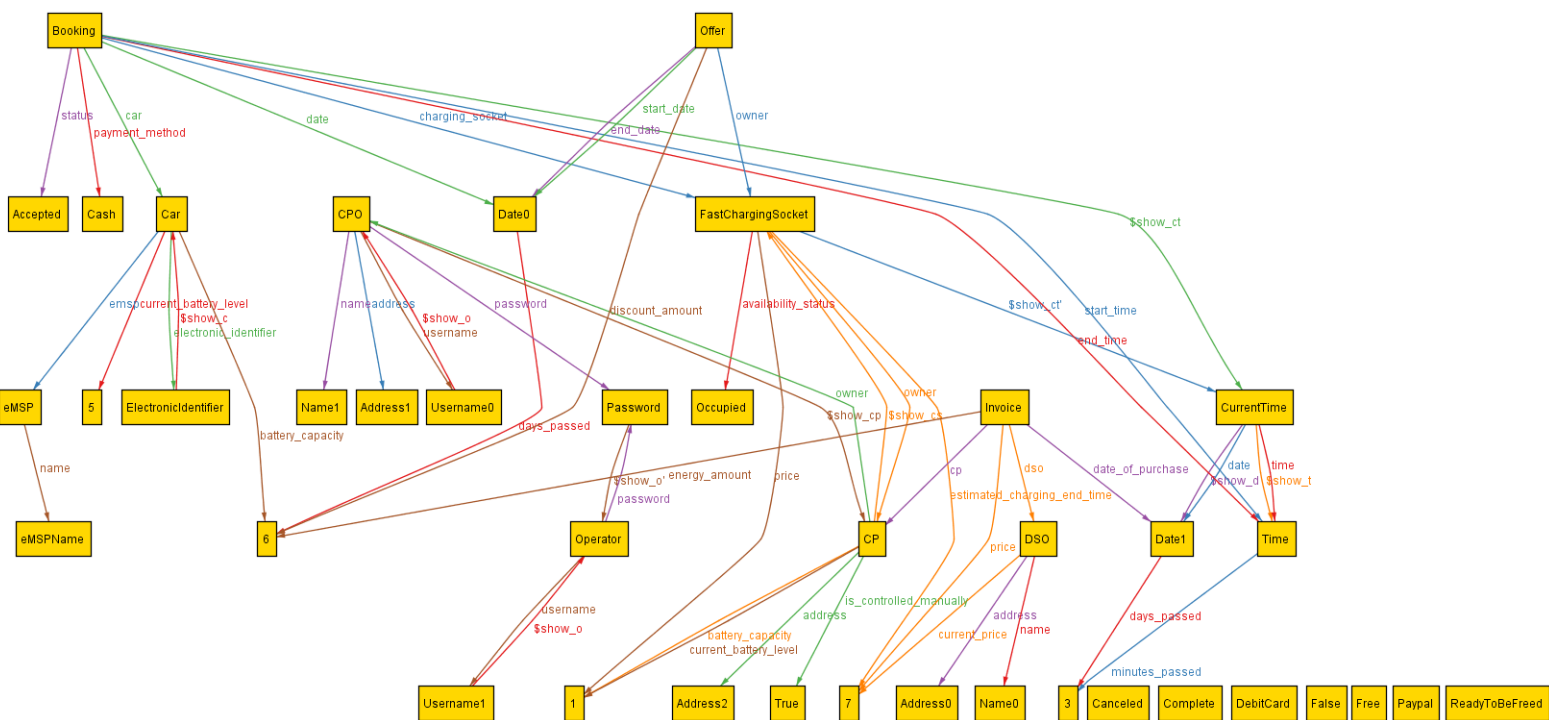 Booking
Offer
status
car
payment_method
date
charging_socket
start_date
end_date
owner
$show_ct
Accepted
Cash
Car
CPO
Date0
FastChargingSocket
emsp
current_battery_level
$show_c
electronic_identifier
name
address
password
$show_o
username
discount_amount
availability_status
$show_ct'
start_time
end_time
eMSP
5
ElectronicIdentifier
Name1
Address1
Username0
Password
Occupied
Invoice
CurrentTime
owner
owner
$show_cp
$show_cs
battery_capacity
days_passed
name
$show_o'
energy_amount
password
price
cp
dso
date_of_purchase
estimated_charging_end_time
date
time
$show_d
$show_t
eMSPName
6
Operator
CP
DSO
Date1
Time
price
username
$show_o
is_controlled_manually
address
battery_capacity
current_battery_level
current_price
address
name
days_passed
minutes_passed
Username1
1
Address2
True
7
Address0
Name0
3
Canceled
Complete
DebitCard
False
Free
Paypal
ReadyToBeFreed